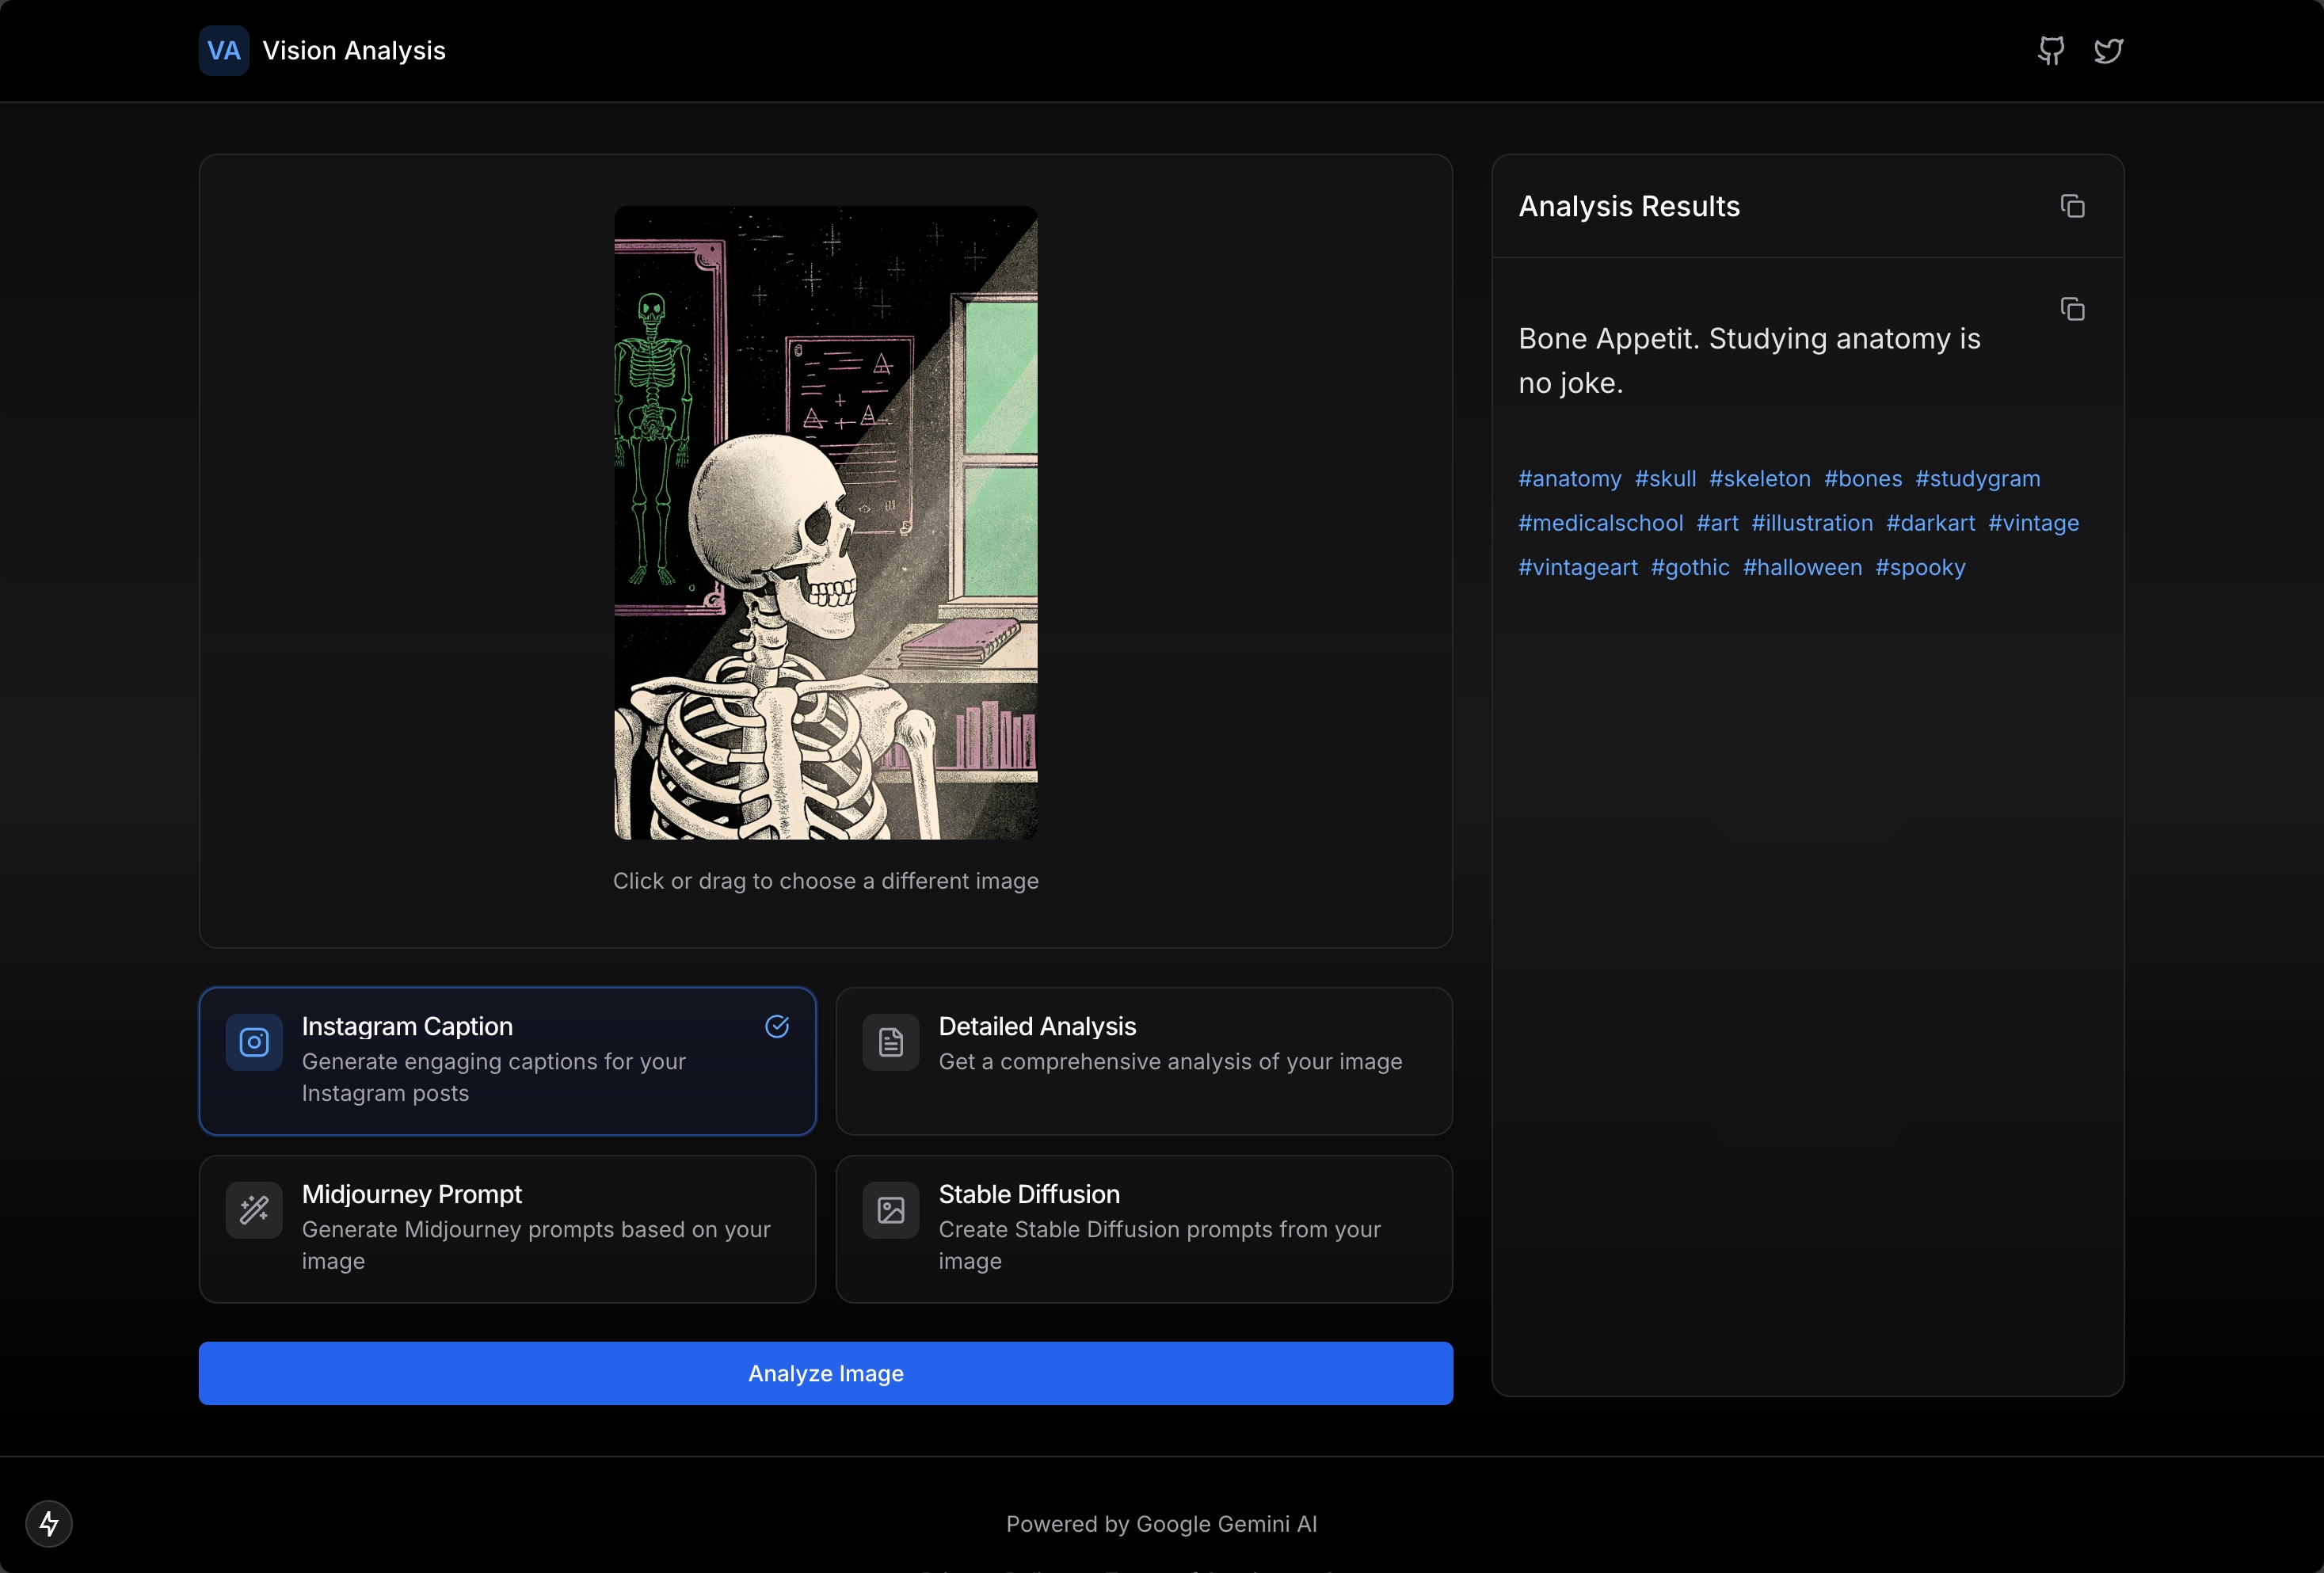 VA Vision Analysis
Click or drag to choose a different image
Instagram Caption
Generate engaging captions for your
Instagram posts
Detailed Analysis
Get a comprehensive analysis of your image
Midjourney Prompt
Generate Midjourney prompts based on your
image
Stable Diffusion
Create Stable Diffusion prompts from your
image
Analyze Image
Analysis Results
Bone Appetit. Studying anatomy is
no joke.
#anatomy #skull #skeleton #bones #studygram
#medicalschool #art #illustration #darkart #vintage
#vintageart #gothic #halloween #spooky
Powered by Google Gemini AI